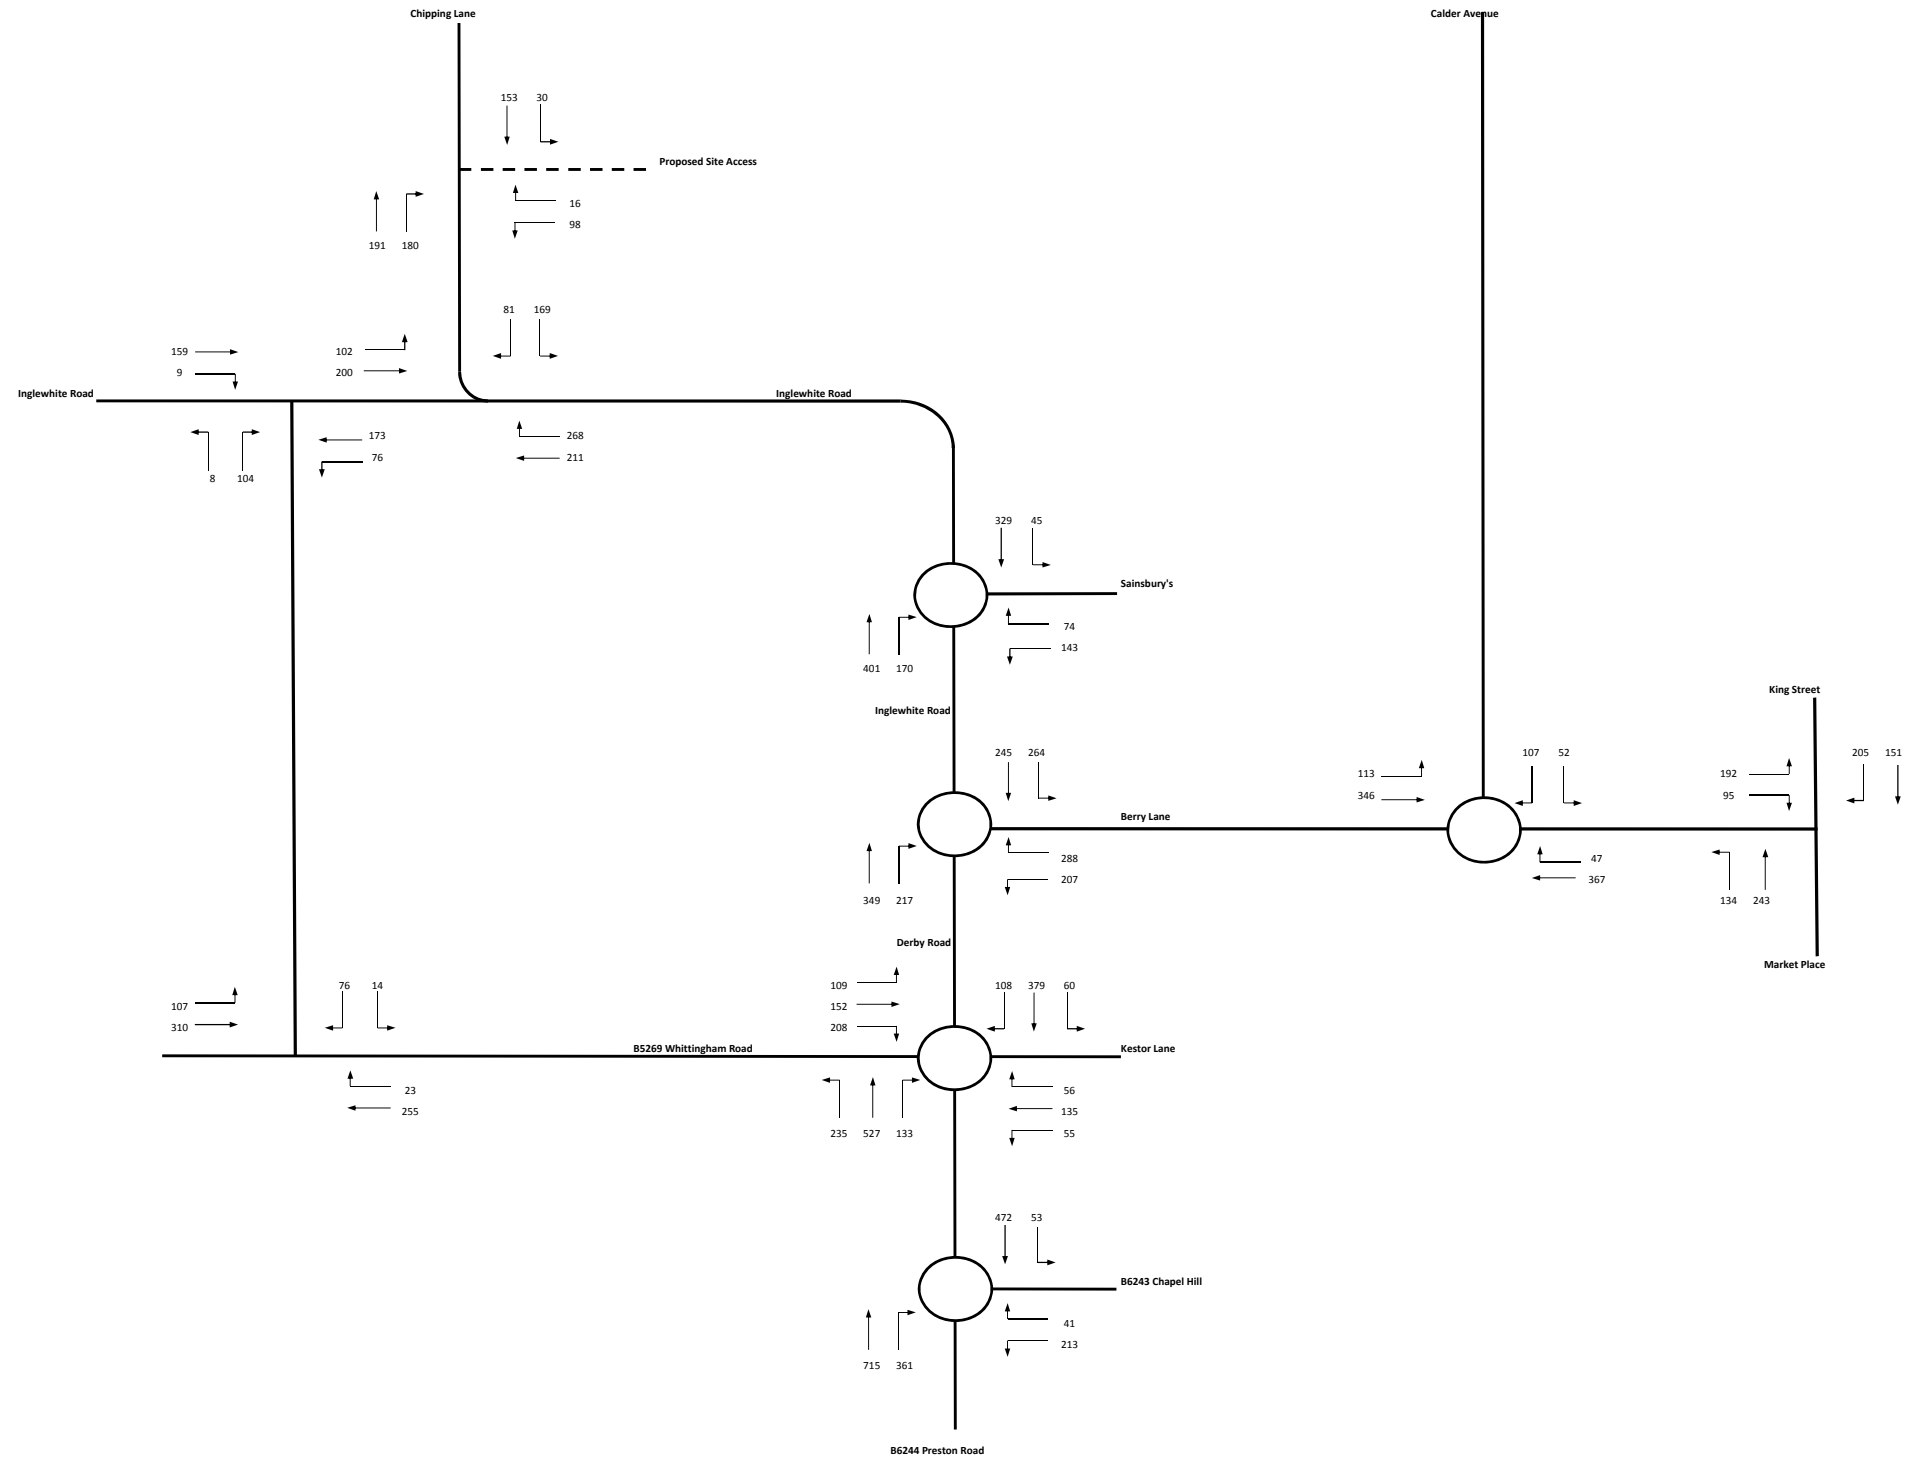 Chipping Lane
Calder Avenue
153 30
Proposed Site Access
16
98
191 180
81 169
159
9
102
200
Inglewhite Road
Inglewhite Road
173
76
268
211
8 104
329 45
Sainsbury's
74
143
401 170
King Street
Inglewhite Road
245 264
107 52
205 151
113
346
192
95
Berry Lane
288
207
47
367
349 217
134 243
Derby Road
Market Place
107
310
76 14
109
152
208
108 379 60
B5269 Whittingham Road
Kestor Lane
23
255
56
135
55
235 527 133
472 53
B6243 Chapel Hill
41
213
715 361
B6244 Preston Road